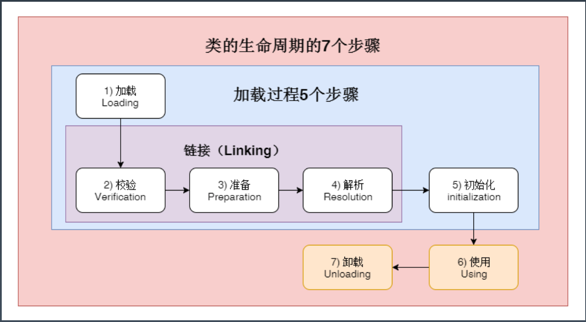 类的生命周期的7个步骤
加载过程5个步骤
1) 加载
Loading
链接（Linking）
2) 校验
Verification
3) 准备
Preparation
4) 解析
Resolution
5) 初始化
initialization
6) 使用
Using
7) 卸载
Unloading